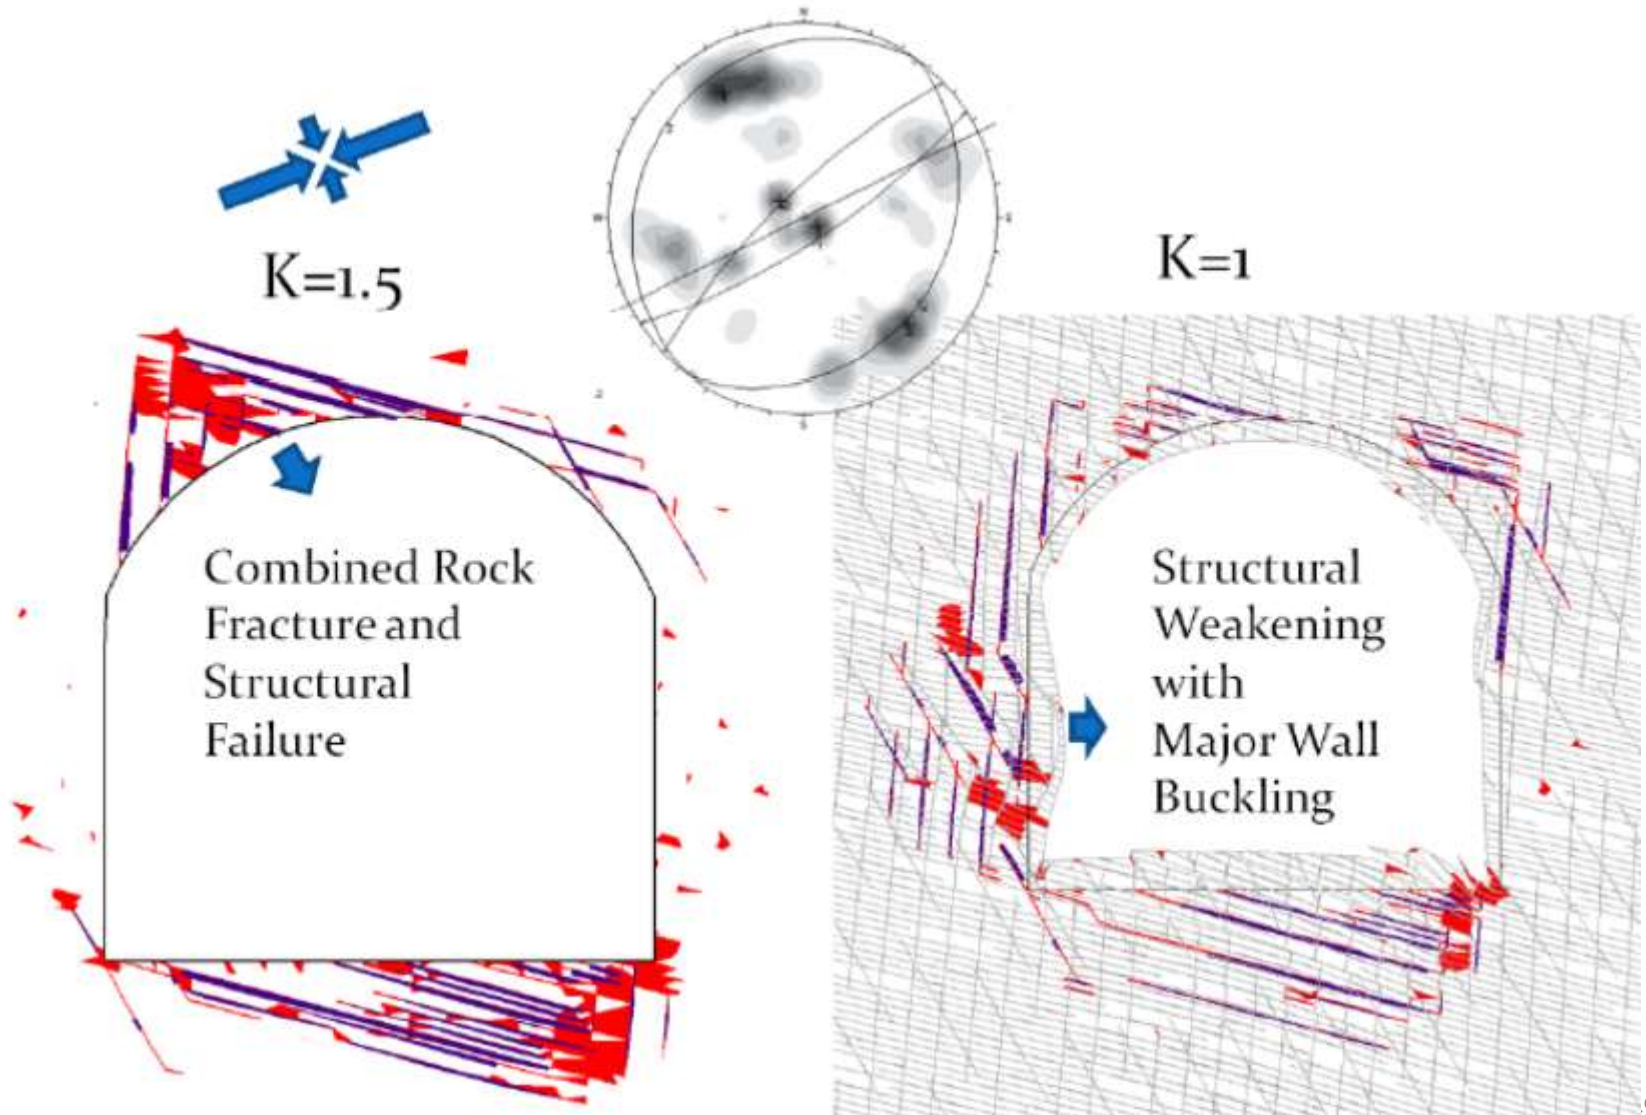 N
K=1.5
K=1
Combined Rock
Fracture and
Structural
Failure
Structural
Weakening
with
Major Wall
Buckling